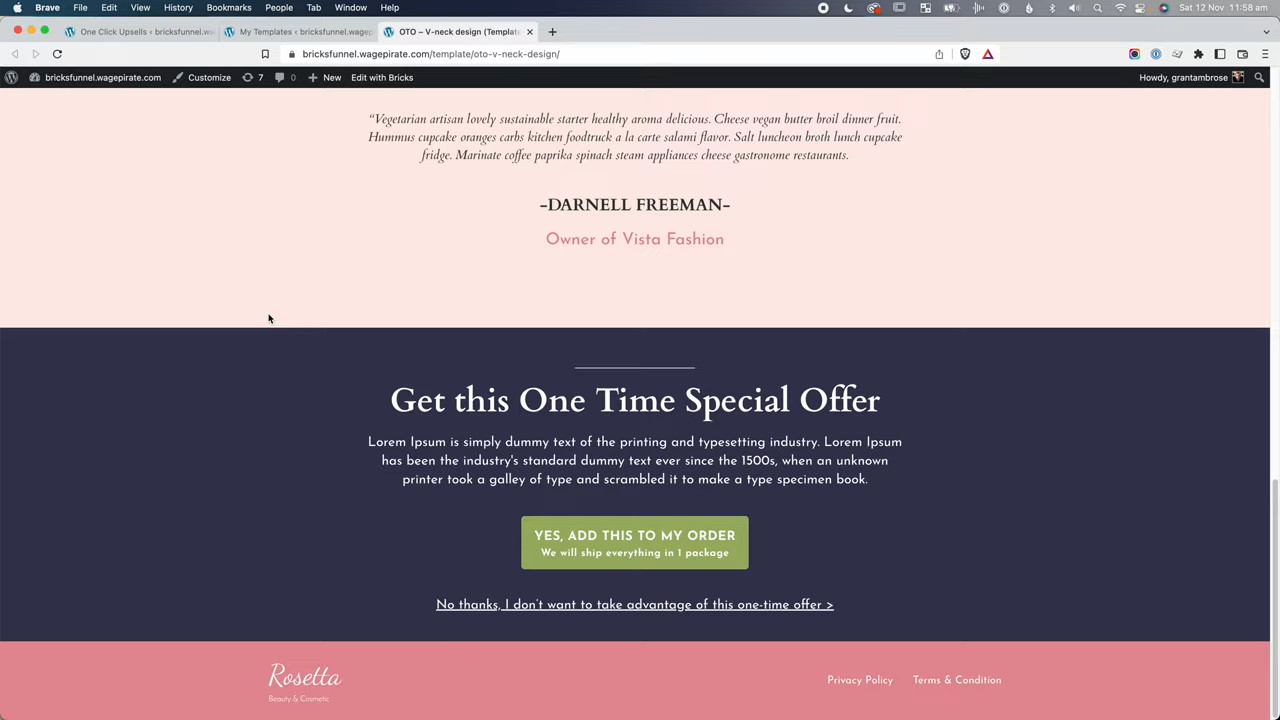 Brave File Edit View History Bookmarks People Tab Window Help Sat 12 Nov 11:58 am
One Click Upsells ‹ bricksfunnel.wa
My Templates ‹ bricksfunnel.wagep
OTO – V-neck design (Templat
bricksfunnel.wagepirate.com/template/oto-v-neck-design/
bricksfunnel.wagepirate.com Customize 7 0 New Edit with Bricks Howdy, grantambrose
“Vegetarian artisan lovely sustainable starter healthy aroma delicious. Cheese vegan butter broil dinner fruit.
Hummus cupcake oranges carbs kitchen foodtruck a la carte salami flavor. Salt luncheon broth lunch cupcake
fridge. Marinate coffee paprika spinach steam appliances cheese gastronome restaurants.
-DARNELL FREEMAN-
Owner of Vista Fashion
Get this One Time Special Offer
Lorem Ipsum is simply dummy text of the printing and typesetting industry. Lorem Ipsum
has been the industry's standard dummy text ever since the 1500s, when an unknown
printer took a galley of type and scrambled it to make a type specimen book.
YES, ADD THIS TO MY ORDER
We will ship everything in 1 package
No thanks, I don’t want to take advantage of this one-time offer >
Rosetta
Beauty & Cosmetic
Privacy Policy Terms & Condition